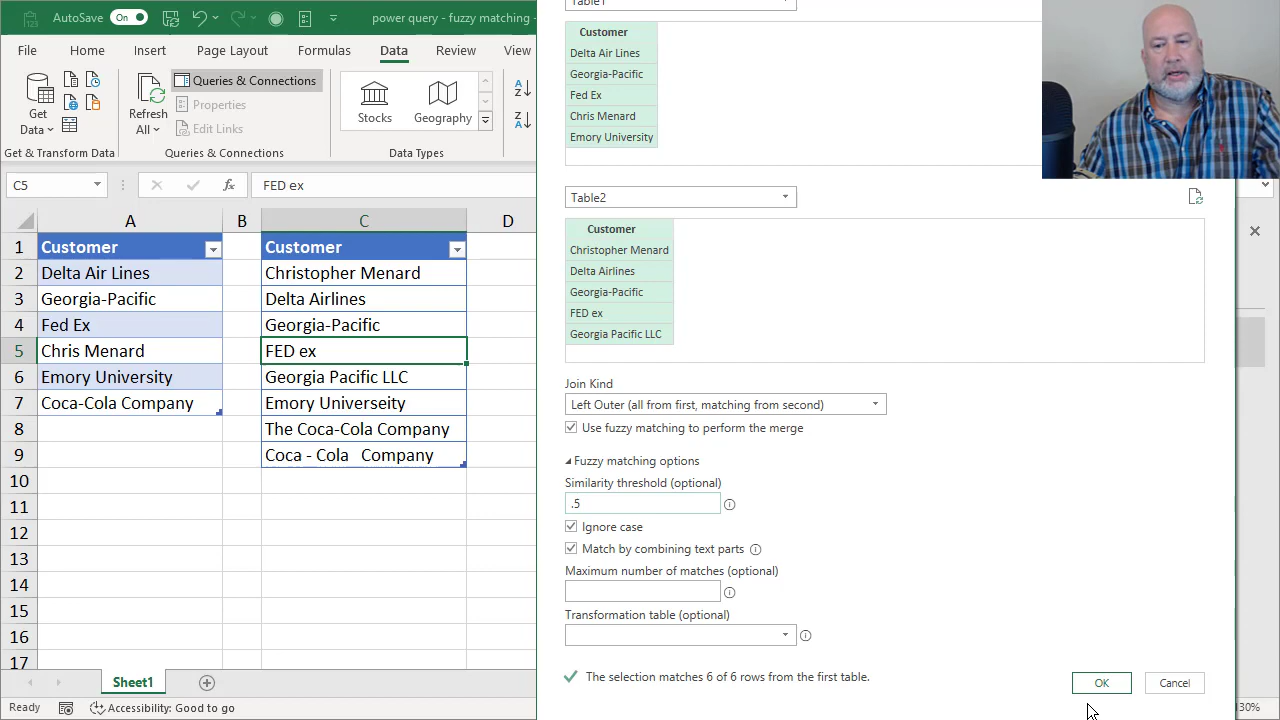 AutoSave On power query - fuzzy matching - Save
File Home Insert Page Layout Formulas Data Review View
Queries & Connections
Properties
Edit Links
Get Data
Refresh All
Stocks Geography
Get & Transform Data Queries & Connections Data Types
C5 fx FED ex
A B C D
1 Customer Customer
2 Delta Air Lines Christopher Menard
3 Georgia-Pacific Delta Airlines
4 Fed Ex Georgia-Pacific
5 Chris Menard FED ex
6 Emory University Georgia Pacific LLC
7 Coca-Cola Company Emory Universeity
8 The Coca-Cola Company
9 Coca - Cola   Company
10
11
12
13
14
15
16
17
Sheet1
Ready Accessibility: Good to go
Table1
Customer
Delta Air Lines
Georgia-Pacific
Fed Ex
Chris Menard
Emory University
Table2
Customer
Christopher Menard
Delta Airlines
Georgia-Pacific
FED ex
Georgia Pacific LLC
Join Kind
Left Outer (all from first, matching from second)
Use fuzzy matching to perform the merge
Fuzzy matching options
Similarity threshold (optional)
.5
Ignore case
Match by combining text parts
Maximum number of matches (optional)
Transformation table (optional)
The selection matches 6 of 6 rows from the first table.
OK Cancel
130%